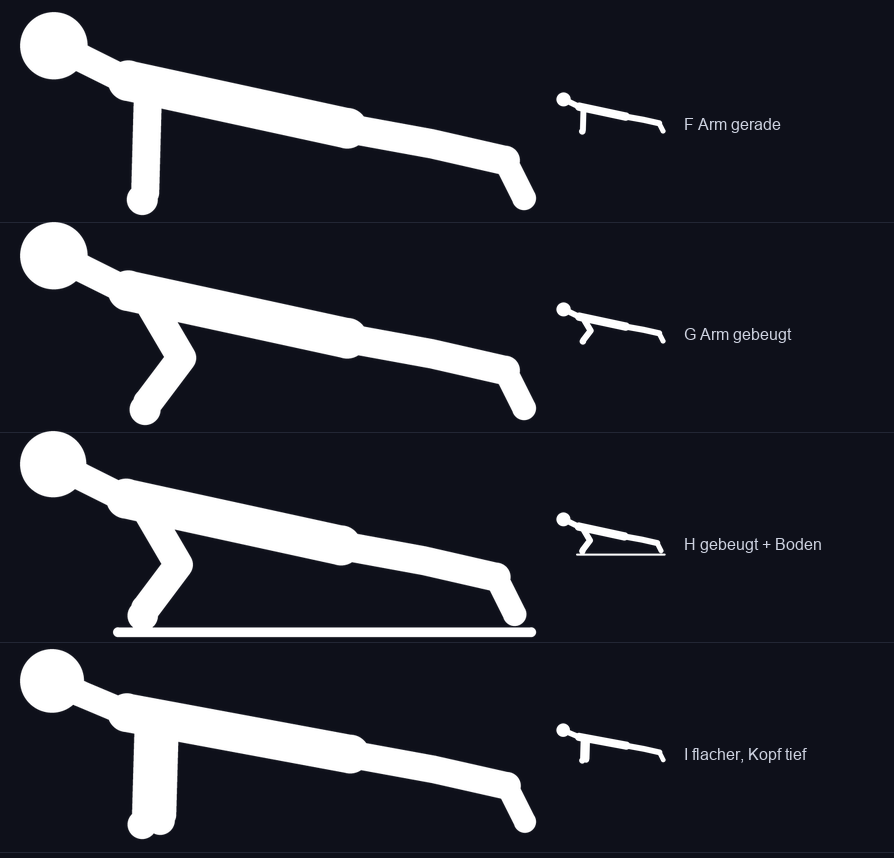 F Arm gerade
G Arm gebeugt
H gebeugt + Boden
I flacher, Kopf tief